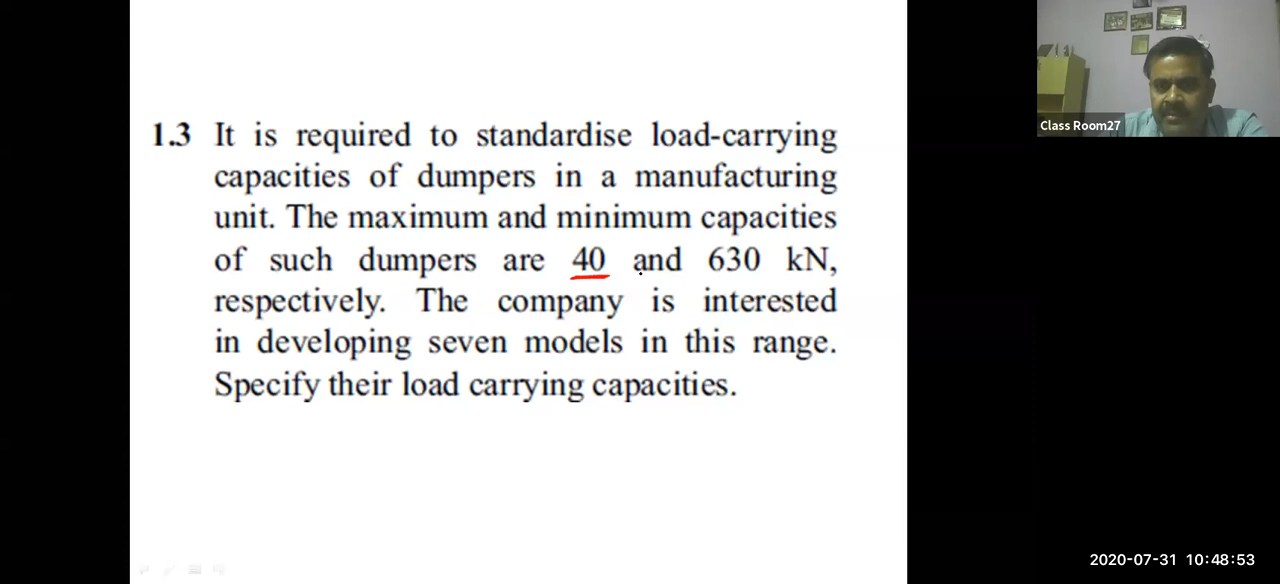 1.3 It is required to standardise load-carrying
capacities of dumpers in a manufacturing
unit. The maximum and minimum capacities
of such dumpers are 40 and 630 kN,
respectively. The company is interested
in developing seven models in this range.
Specify their load carrying capacities.
Class Room27
2020-07-31 10:48:53